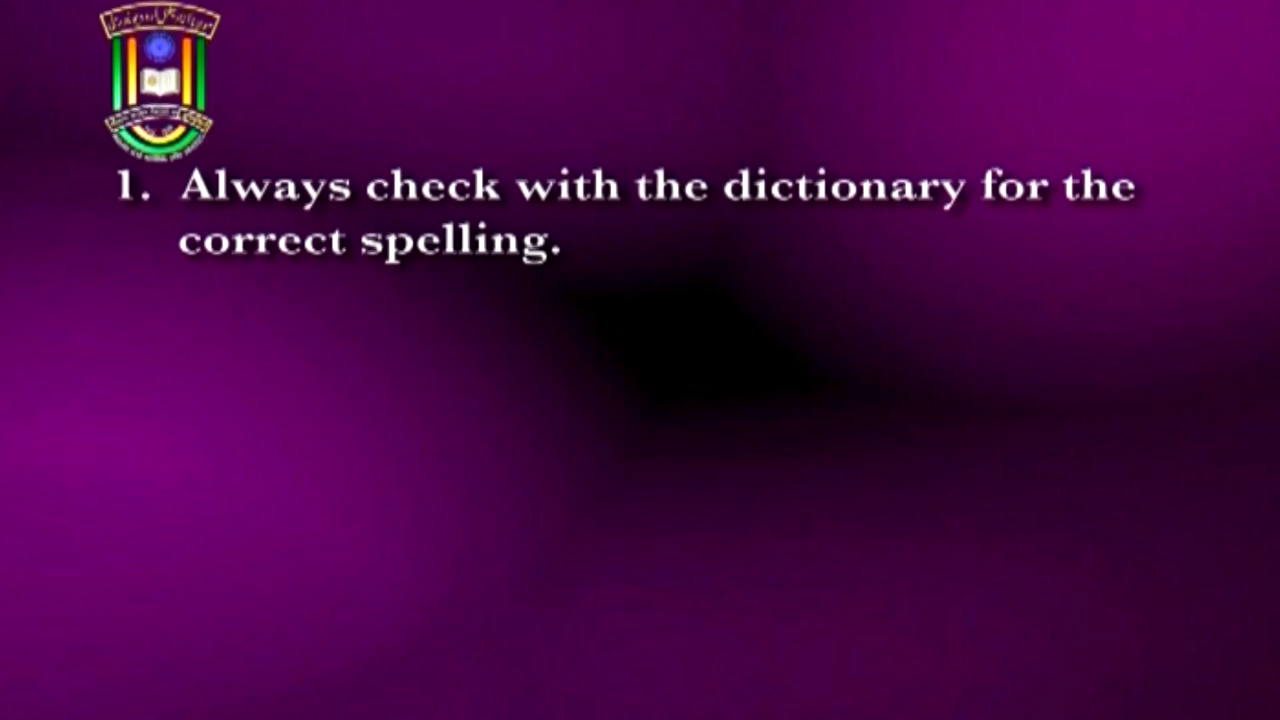 1. Always check with the dictionary for the
correct spelling.